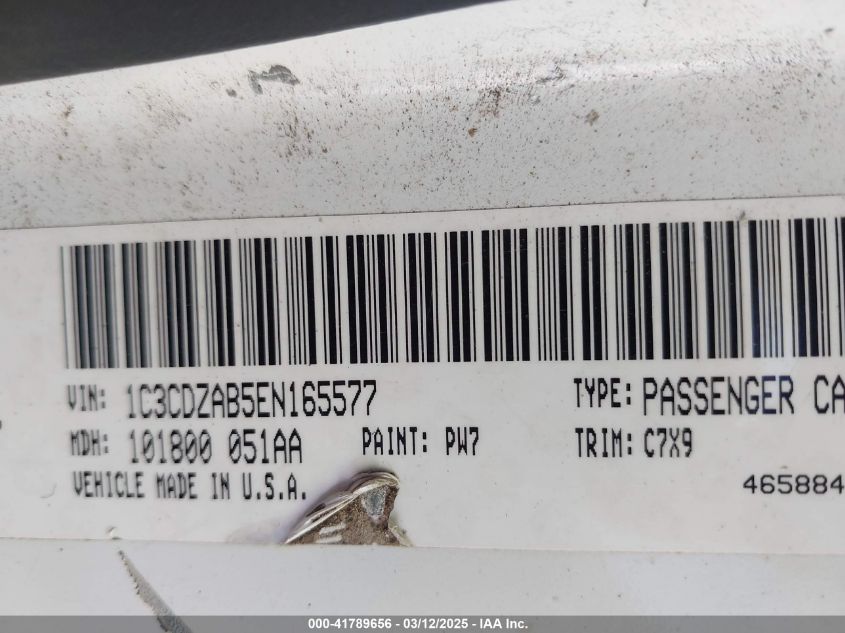 VIN: 1C3CDZAB5EN165577 TYPE: PASSENGER CA
MDH: 101800 051AA PAINT: PW7 TRIM: C7X9
VEHICLE MADE IN U.S.A. 465884
000-41789656 - 03/12/2025 - IAA Inc.